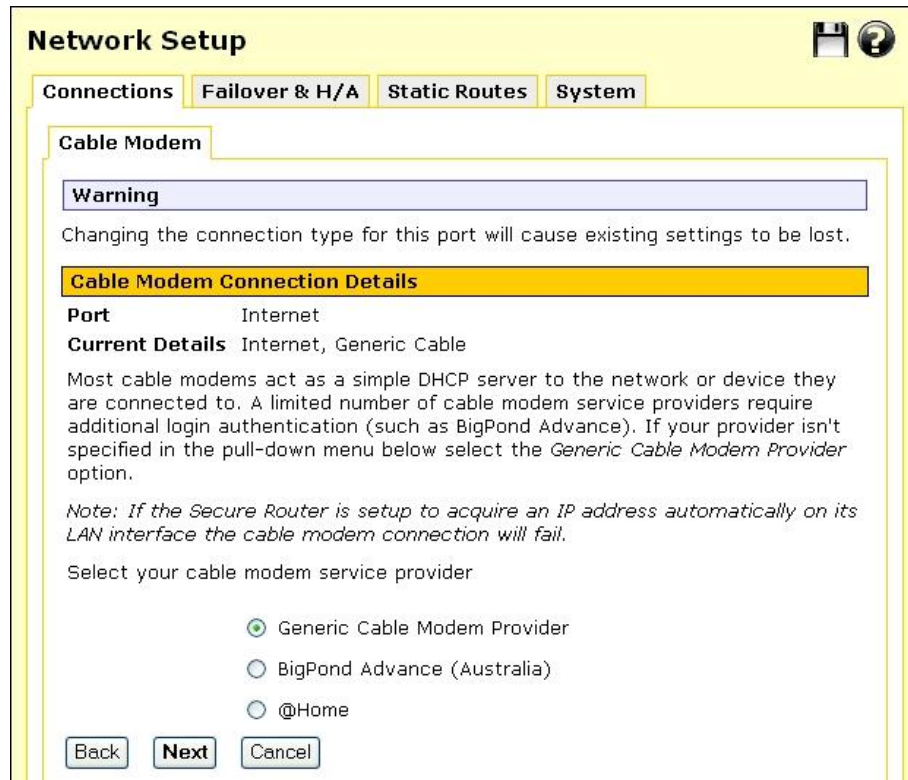 Network Setup
Connections Failover & H/A Static Routes System
Cable Modem
Warning
Changing the connection type for this port will cause existing settings to be lost.
Cable Modem Connection Details
Port Internet
Current Details Internet, Generic Cable
Most cable modems act as a simple DHCP server to the network or device they
are connected to. A limited number of cable modem service providers require
additional login authentication (such as BigPond Advance). If your provider isn't
specified in the pull-down menu below select the Generic Cable Modem Provider
option.
Note: If the Secure Router is setup to acquire an IP address automatically on its
LAN interface the cable modem connection will fail.
Select your cable modem service provider
Generic Cable Modem Provider
BigPond Advance (Australia)
@Home
Back Next Cancel